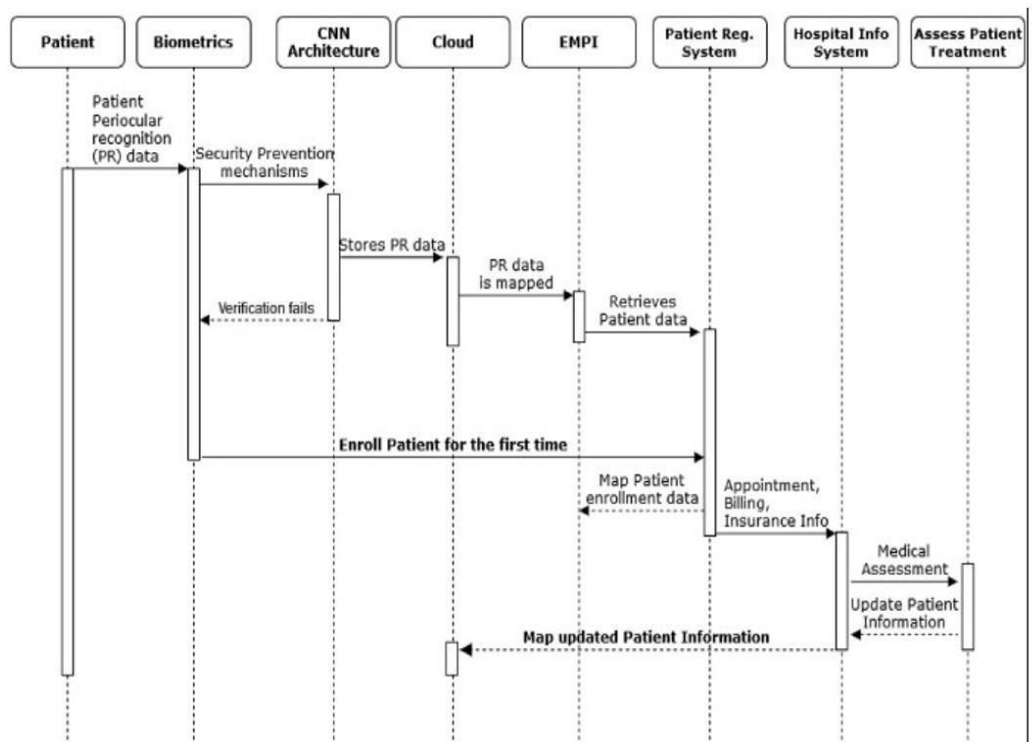 Patient
Biometrics
CNN
Architecture
Cloud
EMPI
Patient Reg.
System
Hospital Info
System
Assess Patient
Treatment
Patient
Periocular
recognition
(PR) data
Security Prevention
mechanisms
Stores PR data
PR data
is mapped
Verification fails
Retrieves
Patient data
Enroll Patient for the first time
Map Patient
enrollment data
Appointment,
Billing,
Insurance Info
Medical
Assessment
Update Patient
Information
Map updated Patient Information